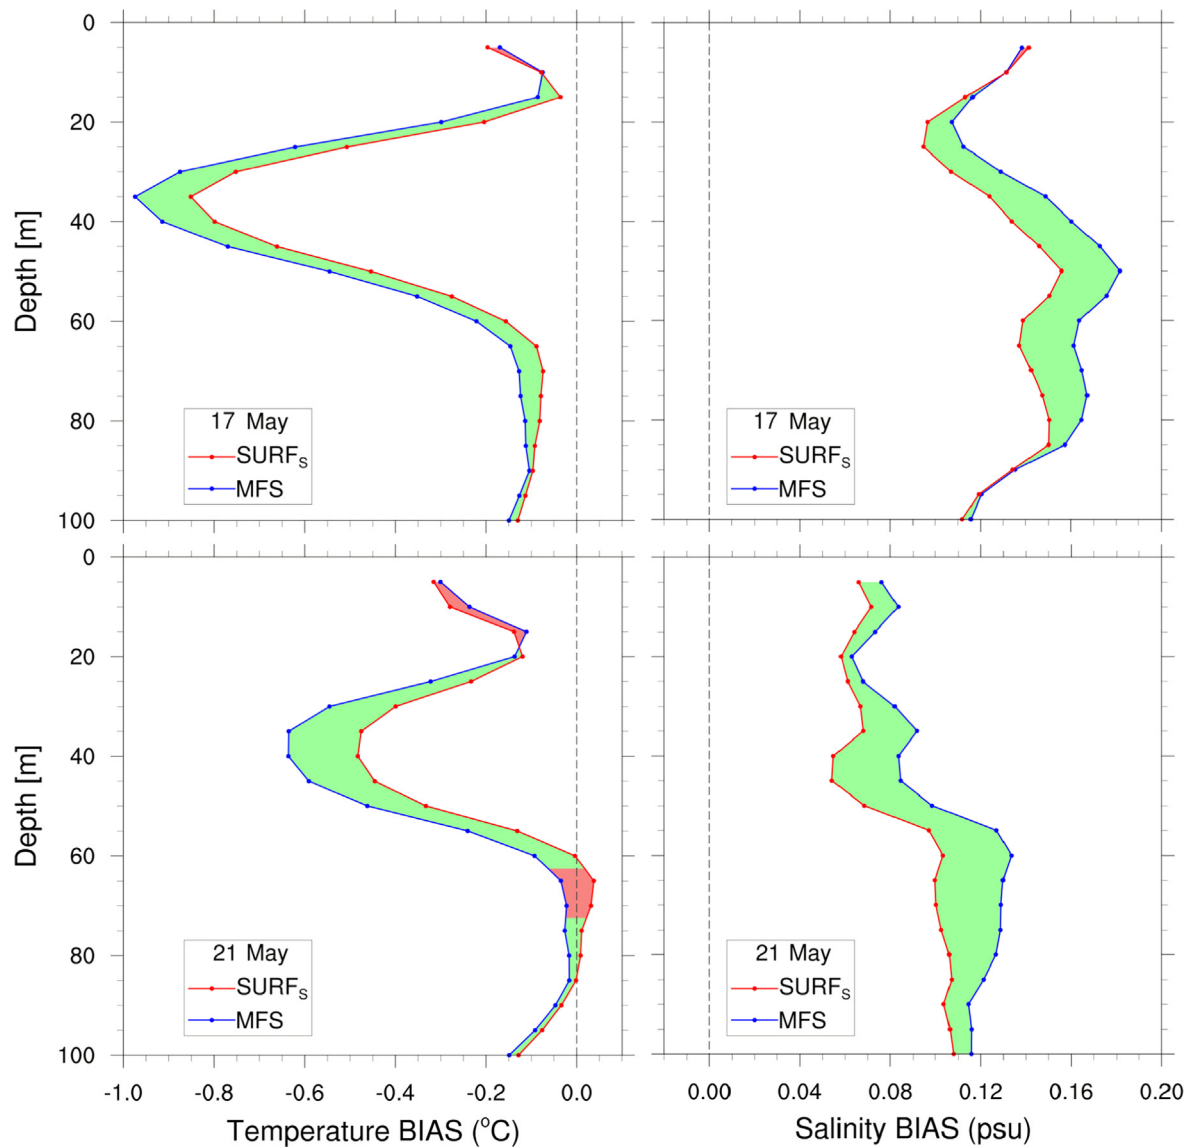 0
20
40
60
80
100
Depth [m]
17 May
SURFS
MFS
17 May
SURFS
MFS
0
20
40
60
80
100
Depth [m]
21 May
SURFS
MFS
21 May
SURFS
MFS
-1.0 -0.8 -0.6 -0.4 -0.2 0.0
0.00 0.04 0.08 0.12 0.16 0.20
Temperature BIAS (°C)
Salinity BIAS (psu)